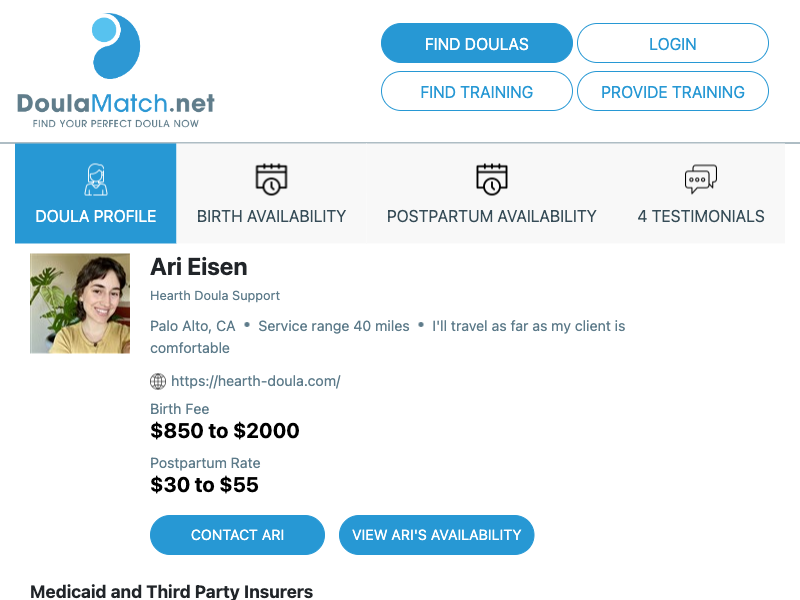 DoulaMatch.net
FIND YOUR PERFECT DOULA NOW
FIND DOULAS
LOGIN
FIND TRAINING
PROVIDE TRAINING
DOULA PROFILE
BIRTH AVAILABILITY
POSTPARTUM AVAILABILITY
4 TESTIMONIALS
Ari Eisen
Hearth Doula Support
Palo Alto, CA • Service range 40 miles • I'll travel as far as my client is
comfortable
https://hearth-doula.com/
Birth Fee
$850 to $2000
Postpartum Rate
$30 to $55
CONTACT ARI
VIEW ARI'S AVAILABILITY
Medicaid and Third Party Insurers